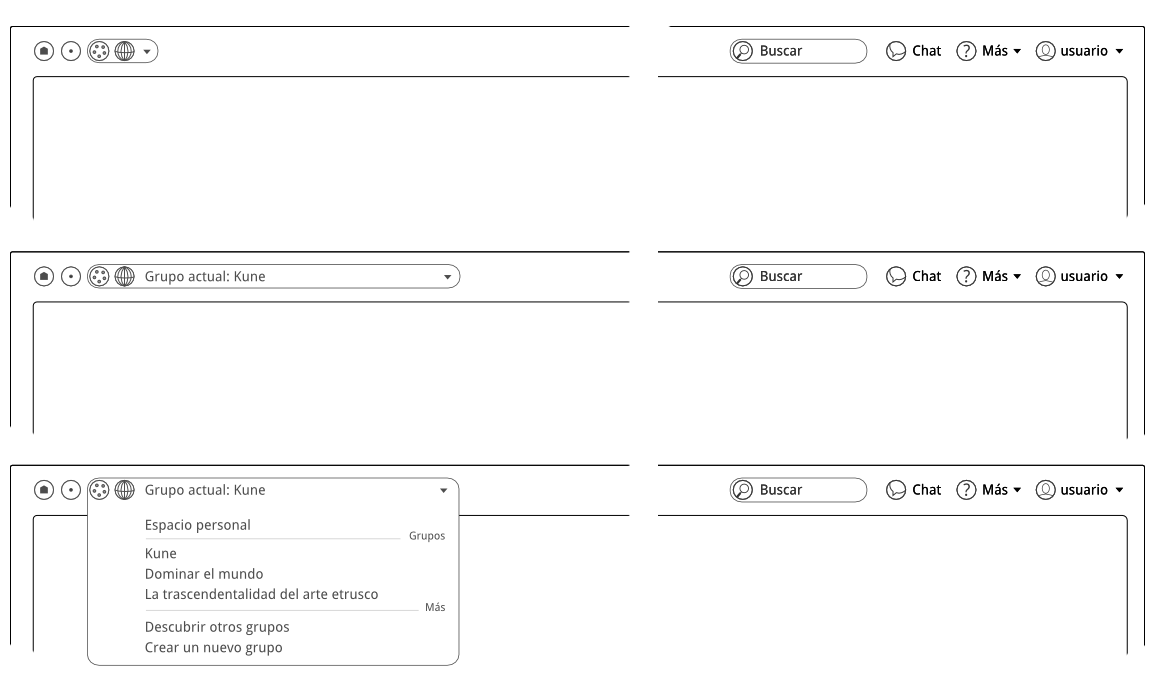 Buscar Chat ? Más usuario
Grupo actual: Kune Buscar Chat ? Más usuario
Grupo actual: Kune Buscar Chat ? Más usuario
Espacio personal
Grupos
Kune
Dominar el mundo
La trascendentalidad del arte etrusco
Más
Descubrir otros grupos
Crear un nuevo grupo